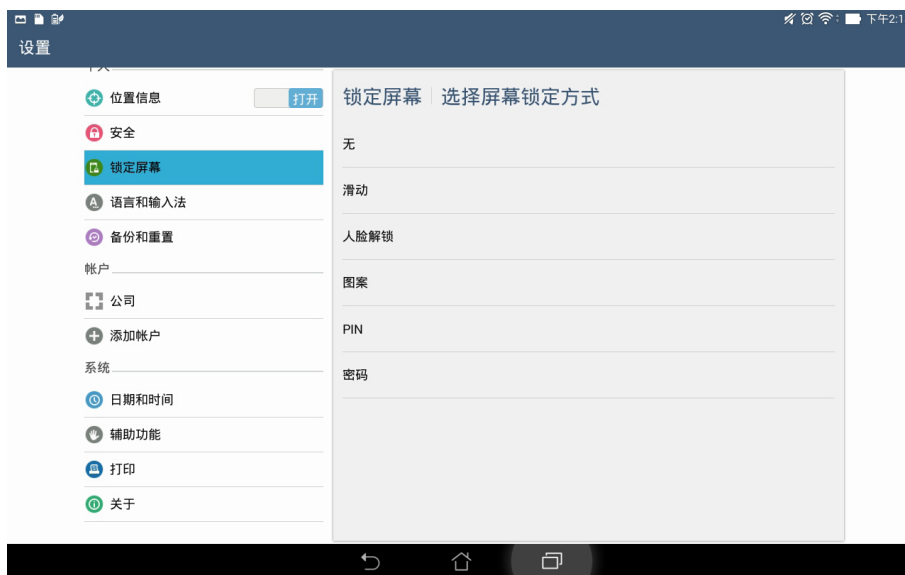 下午2:1
设置
位置信息
打开
安全
锁定屏幕
语言和输入法
备份和重置
帐户
公司
添加帐户
系统
日期和时间
辅助功能
打印
关于
锁定屏幕 选择屏幕锁定方式
无
滑动
人脸解锁
图案
PIN
密码